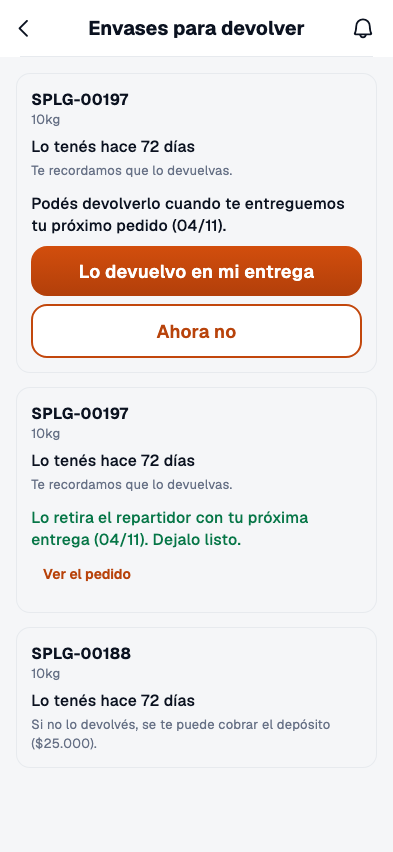 Envases para devolver
SPLG-00197
10kg
Lo tenés hace 72 días
Te recordamos que lo devuelvas.
Podés devolverlo cuando te entreguemos
tu próximo pedido (04/11).
Lo devuelvo en mi entrega
Ahora no
SPLG-00197
10kg
Lo tenés hace 72 días
Te recordamos que lo devuelvas.
Lo retira el repartidor con tu próxima
entrega (04/11). Dejalo listo.
Ver el pedido
SPLG-00188
10kg
Lo tenés hace 72 días
Si no lo devolvés, se te puede cobrar el depósito
($25.000).